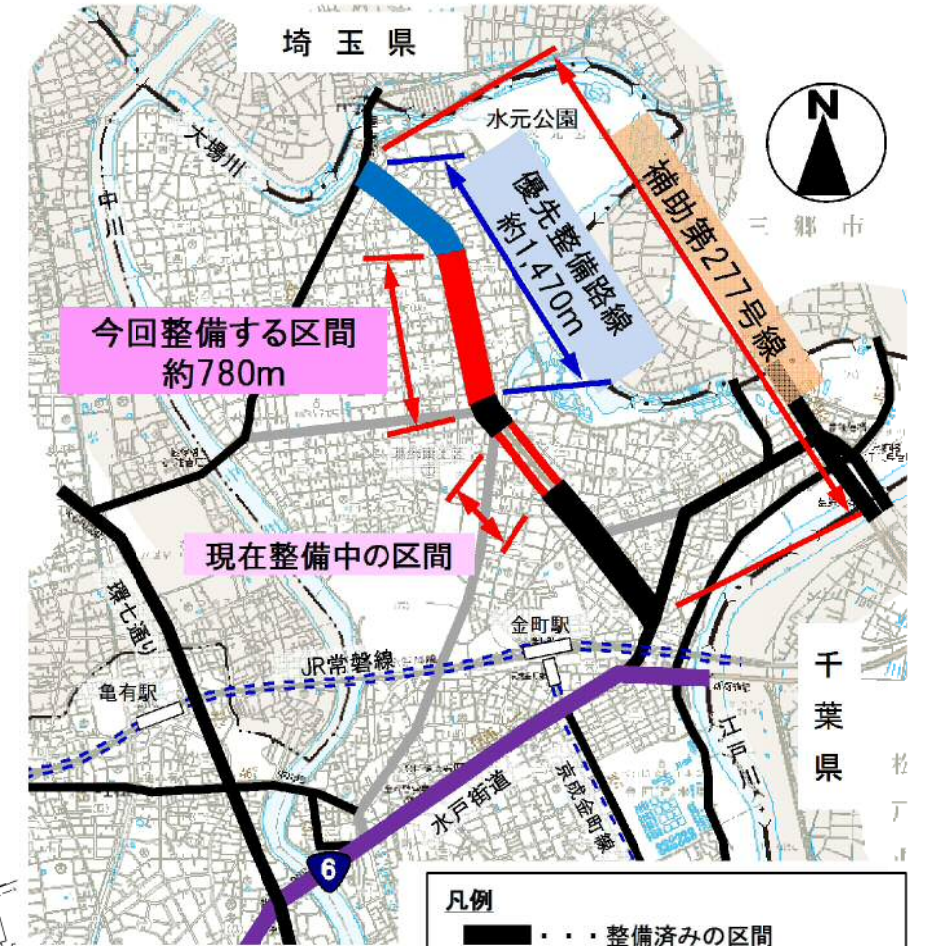 埼玉県
N
水元公園
大場川
中川
三郷市
優先整備路線
約1,470m
補助第277号線
今回整備する区間
約780m
現在整備中の区間
環七通り
金町駅
JR常磐線
亀有駅
千葉県
江戸川
水戸街道
京成金町線
6
凡例
・・・整備済みの区間